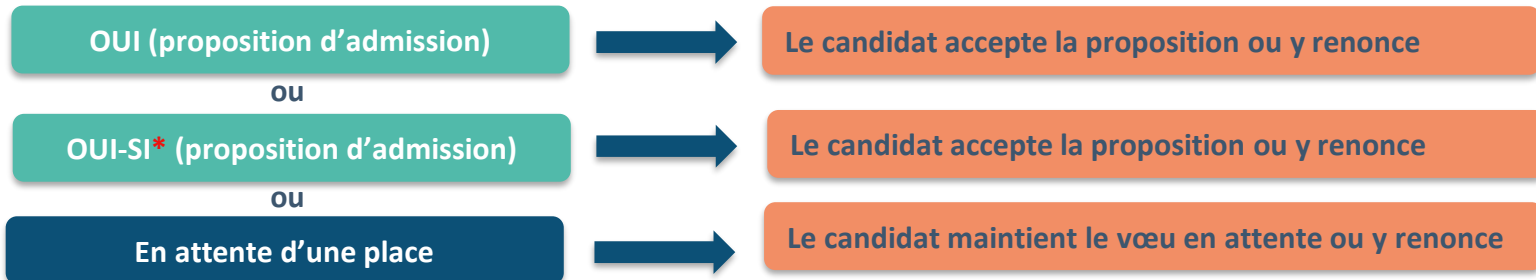 OUI (proposition d’admission)
Le candidat accepte la proposition ou y renonce
ou
OUI-SI* (proposition d’admission)
Le candidat accepte la proposition ou y renonce
ou
En attente d’une place
Le candidat maintient le vœu en attente ou y renonce